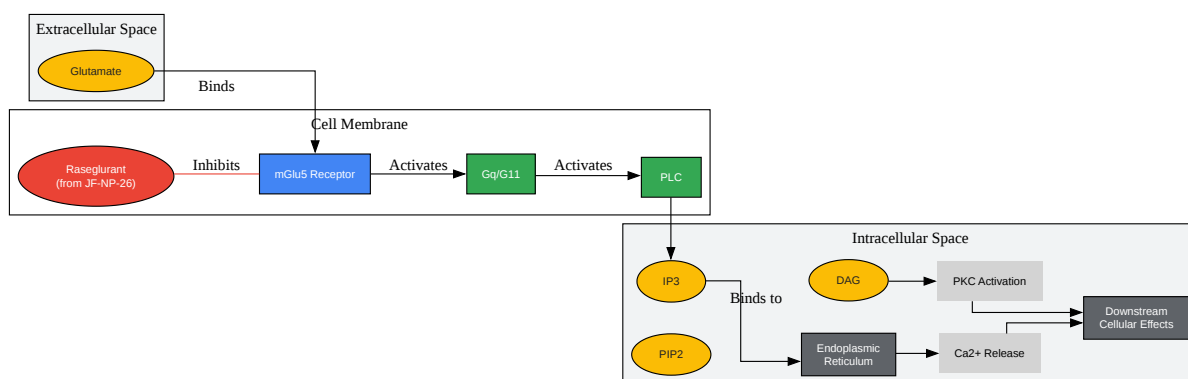 Extracellular Space
Glutamate
Binds
Cell Membrane
Raseglurant
(from JF-NP-26)
Inhibits
mGlu5 Receptor
Activates
Gq/G11
Activates
PLC
Intracellular Space
IP3
Binds to
DAG
PKC Activation
PIP2
Endoplasmic
Reticulum
Ca2+ Release
Downstream
Cellular Effects